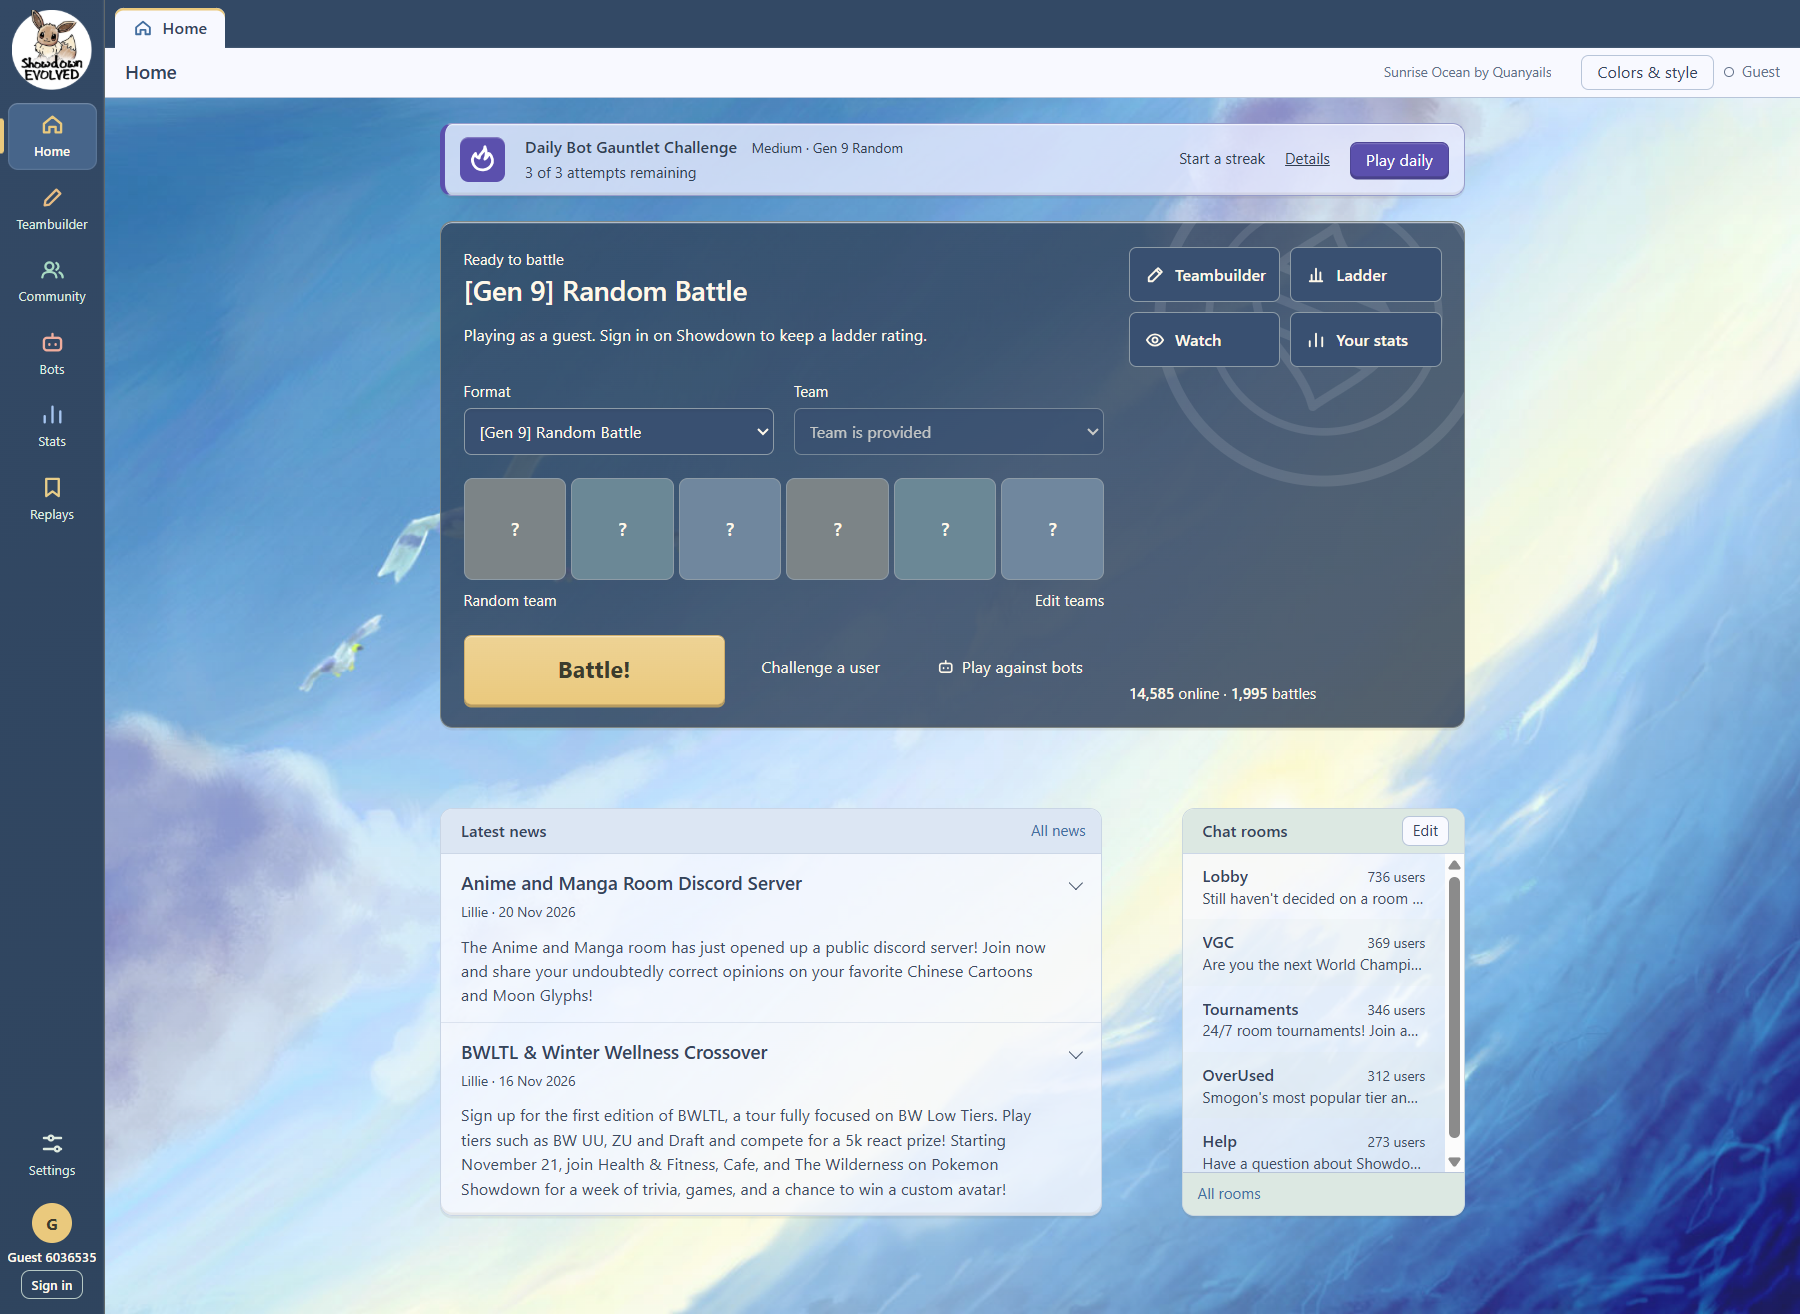 Showdown
EVOLVED
Home
Teambuilder
Community
Bots
Stats
Replays
Settings
G
Guest 6036535
Sign in
Home
Home
Sunrise Ocean by Quanyails
Colors & style
Guest
Daily Bot Gauntlet Challenge Medium · Gen 9 Random
3 of 3 attempts remaining
Start a streak Details Play daily
Ready to battle
[Gen 9] Random Battle
Playing as a guest. Sign in on Showdown to keep a ladder rating.
Teambuilder Ladder
Watch Your stats
Format Team
[Gen 9] Random Battle Team is provided
? ? ? ? ? ?
Random team Edit teams
Battle! Challenge a user Play against bots
14,585 online · 1,995 battles
Latest news All news
Anime and Manga Room Discord Server
Lillie · 20 Nov 2026
The Anime and Manga room has just opened up a public discord server! Join now
and share your undoubtedly correct opinions on your favorite Chinese Cartoons
and Moon Glyphs!
BWLTL & Winter Wellness Crossover
Lillie · 16 Nov 2026
Sign up for the first edition of BWLTL, a tour fully focused on BW Low Tiers. Play
tiers such as BW UU, ZU and Draft and compete for a 5k react prize! Starting
November 21, join Health & Fitness, Cafe, and The Wilderness on Pokemon
Showdown for a week of trivia, games, and a chance to win a custom avatar!
Chat rooms Edit
Lobby 736 users
Still haven't decided on a room ...
VGC 369 users
Are you the next World Champi...
Tournaments 346 users
24/7 room tournaments! Join a...
OverUsed 312 users
Smogon's most popular tier an...
Help 273 users
Have a question about Showdo...
All rooms